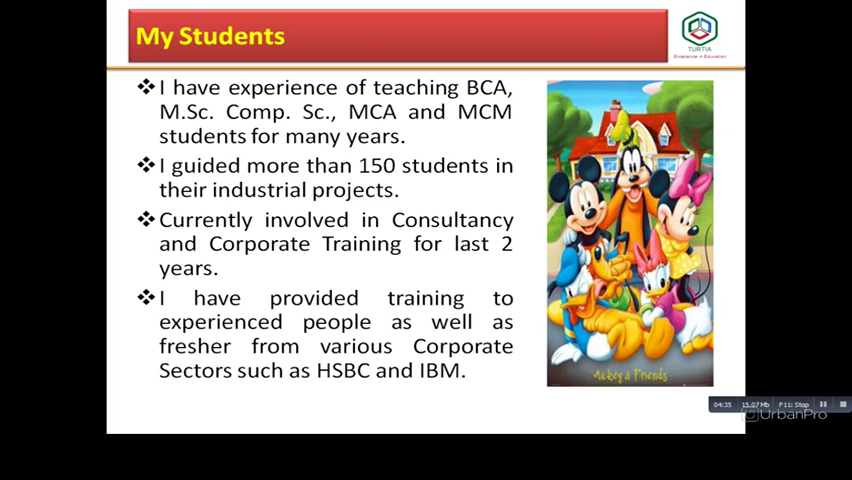 My Students
TURTIA
Excellence in Education
❖I have experience of teaching BCA,
M.Sc. Comp. Sc., MCA and MCM
students for many years.
❖I guided more than 150 students in
their industrial projects.
❖Currently involved in Consultancy
and Corporate Training for last 2
years.
❖I have provided training to
experienced people as well as
fresher from various Corporate
Sectors such as HSBC and IBM.
Mickey & Friends
04:35 15.07 Mb F11: Stop
UrbanPro